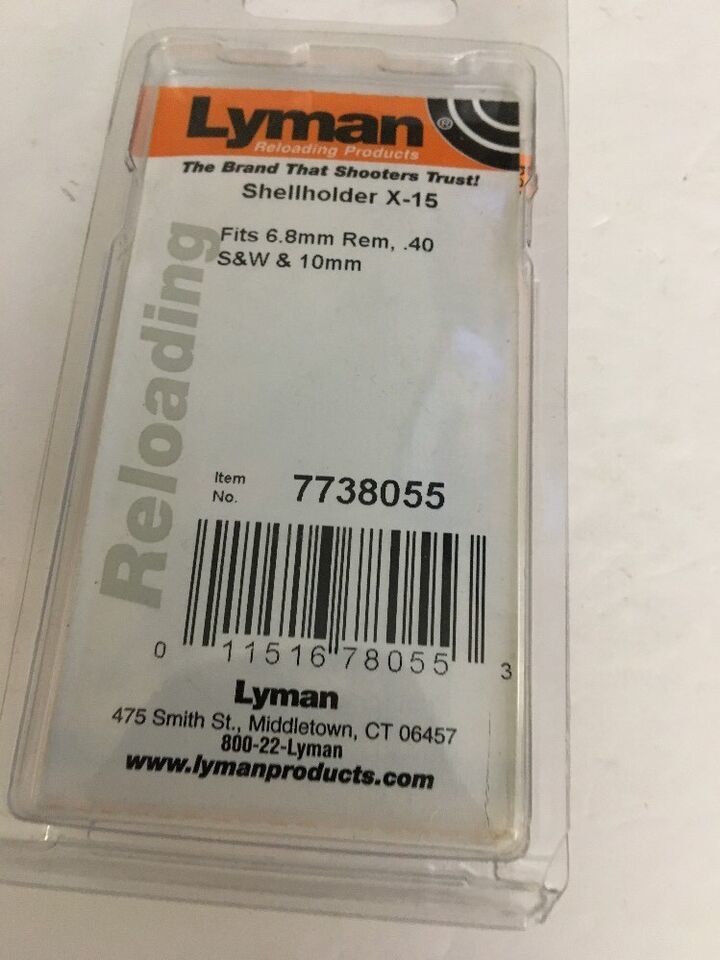 Lyman®
Reloading Products
The Brand That Shooters Trust!
Shellholder X-15
Fits 6.8mm Rem, .40
S&W & 10mm
Reloading
Item
No. 7738055
0 11516 78055 3
Lyman
475 Smith St., Middletown, CT 06457
800-22-Lyman
www.lymanproducts.com